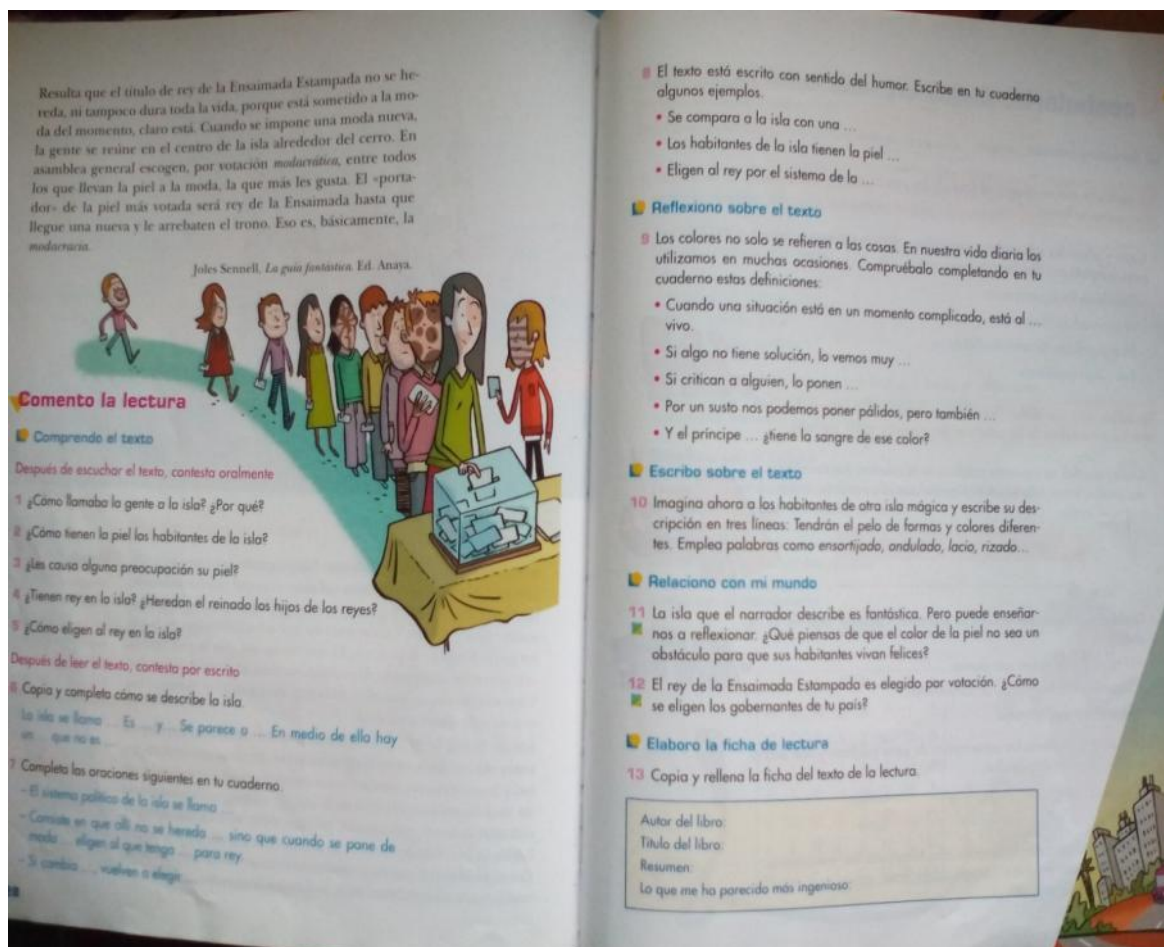 Resulta que el título de rey de la Ensaimada Estampada no se he-
reda, ni tampoco dura toda la vida, porque está sometido a la mo-
da del momento, claro está. Cuando se impone una moda nueva,
la gente se reúne en el centro de la isla alrededor del cerro. En
asamblea general escogen, por votación modacrática, entre todos
los que llevan la piel a la moda, la que más les gusta. El «porta-
dor» de la piel más votada será rey de la Ensaimada hasta que
llegue una nueva y le arrebaten el trono. Eso es, básicamente, la
modacracia.
Joles Sennell, La guía fantástica. Ed. Anaya.
Comento la lectura
Comprendo el texto
Después de escuchar el texto, contesta oralmente
1 ¿Cómo llamaba la gente a la isla? ¿Por qué?
2 ¿Cómo tienen la piel los habitantes de la isla?
3 ¿Les causa alguna preocupación su piel?
4 ¿Tienen rey en la isla? ¿Heredan el reinado los hijos de los reyes?
5 ¿Cómo eligen al rey en la isla?
Después de leer el texto, contesta por escrito
6 Copia y completa cómo se describe la isla.
La isla se llama ... Es ... y ... Se parece a ... En medio de ella hay
un ... que no es ...
7 Completa las oraciones siguientes en tu cuaderno.
- El sistema político de la isla se llama ...
- Consiste en que allí no se hereda ... sino que cuando se pone de
moda ... eligen al que tenga ... para rey.
- Si cambia ..., vuelven a elegir ...
8 El texto está escrito con sentido del humor. Escribe en tu cuaderno
algunos ejemplos.
• Se compara a la isla con una ...
• Los habitantes de la isla tienen la piel ...
• Eligen al rey por el sistema de la ...
Reflexiono sobre el texto
9 Los colores no solo se refieren a las cosas. En nuestra vida diaria los
utilizamos en muchas ocasiones. Compruébalo completando en tu
cuaderno estas definiciones:
• Cuando una situación está en un momento complicado, está al ...
vivo.
• Si algo no tiene solución, lo vemos muy ...
• Si critican a alguien, lo ponen ...
• Por un susto nos podemos poner pálidos, pero también ...
• Y el príncipe ... ¿tiene la sangre de ese color?
Escribo sobre el texto
10 Imagina ahora a los habitantes de otra isla mágica y escribe su des-
cripción en tres líneas: Tendrán el pelo de formas y colores diferen-
tes. Emplea palabras como ensortijado, ondulado, lacio, rizado...
Relaciono con mi mundo
11 La isla que el narrador describe es fantástica. Pero puede enseñar-
nos a reflexionar. ¿Qué piensas de que el color de la piel no sea un
obstáculo para que sus habitantes vivan felices?
12 El rey de la Ensaimada Estampada es elegido por votación. ¿Cómo
se eligen los gobernantes de tu país?
Elaboro la ficha de lectura
13 Copia y rellena la ficha del texto de la lectura.
Autor del libro:
Título del libro:
Resumen:
Lo que me ha parecido más ingenioso: